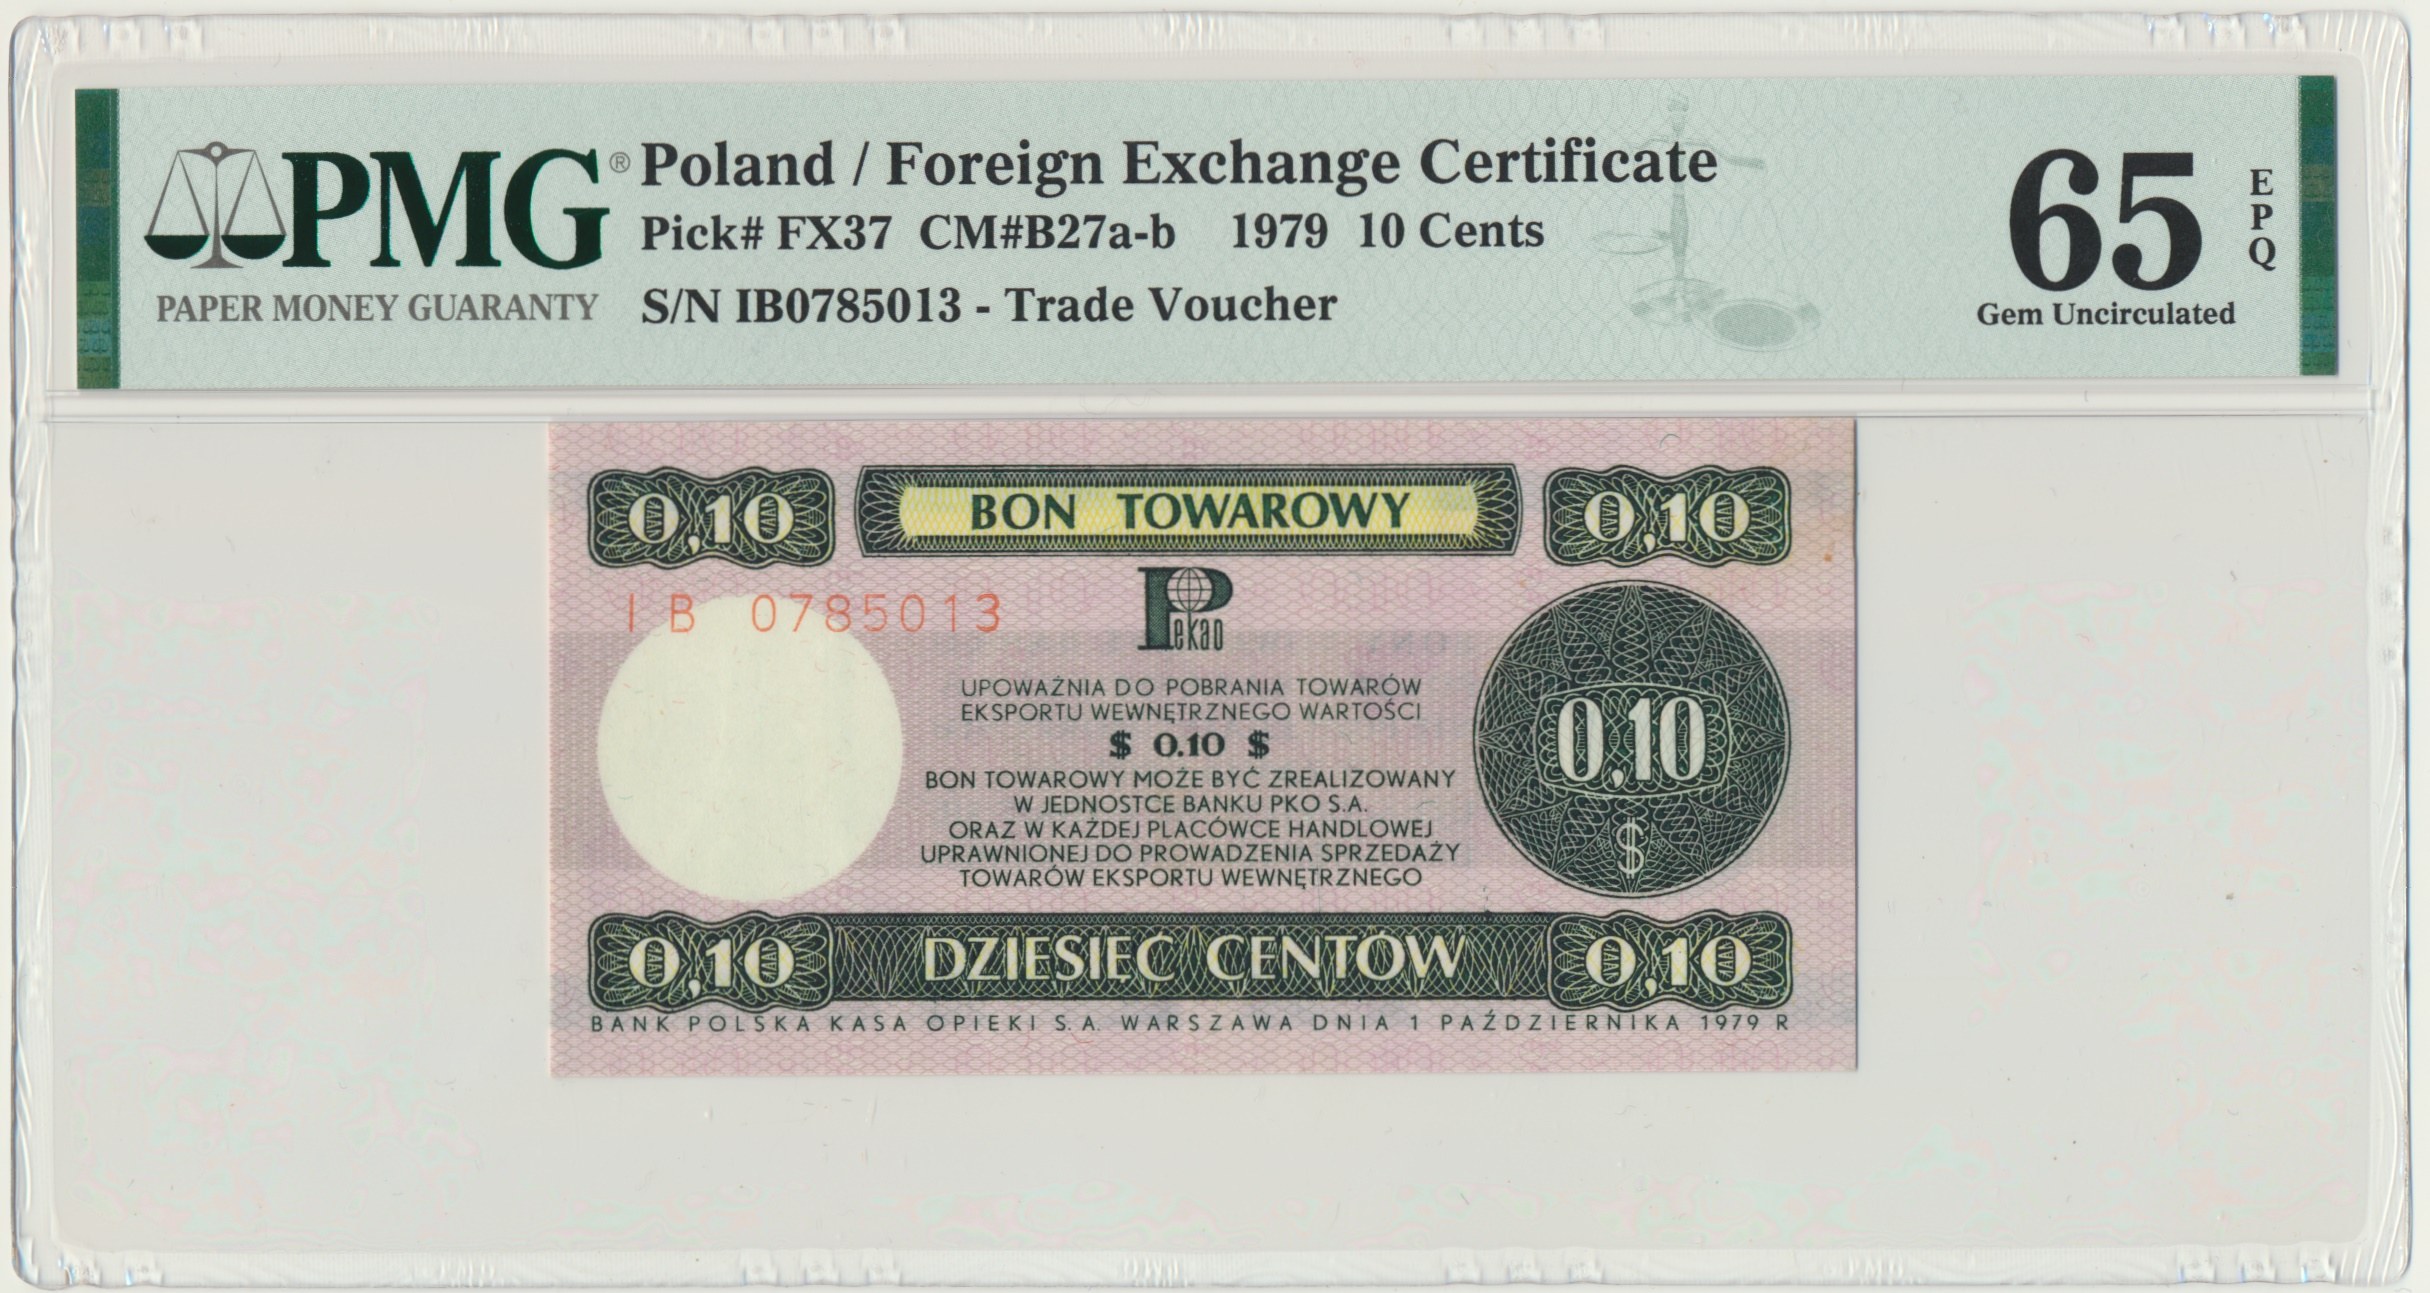 PMG®
PAPER MONEY GUARANTY
Poland / Foreign Exchange Certificate
Pick# FX37 CM#B27a-b 1979 10 Cents
S/N IB0785013 - Trade Voucher
65
EPQ
Gem Uncirculated
0,10 BON TOWAROWY 0,10
IB 0785013
Pekao
UPOWAŻNIA DO POBRANIA TOWARÓW
EKSPORTU WEWNĘTRZNEGO WARTOŚCI
$ 0.10 $
BON TOWAROWY MOŻE BYĆ ZREALIZOWANY
W JEDNOSTCE BANKU PKO S.A.
ORAZ W KAŻDEJ PLACÓWCE HANDLOWEJ
UPRAWNIONEJ DO PROWADZENIA SPRZEDAŻY
TOWARÓW EKSPORTU WEWNĘTRZNEGO
0,10
$
0,10 DZIESIĘĆ CENTÓW 0,10
BANK POLSKA KASA OPIEKI S.A. WARSZAWA DNIA 1 PAŹDZIERNIKA 1979 R